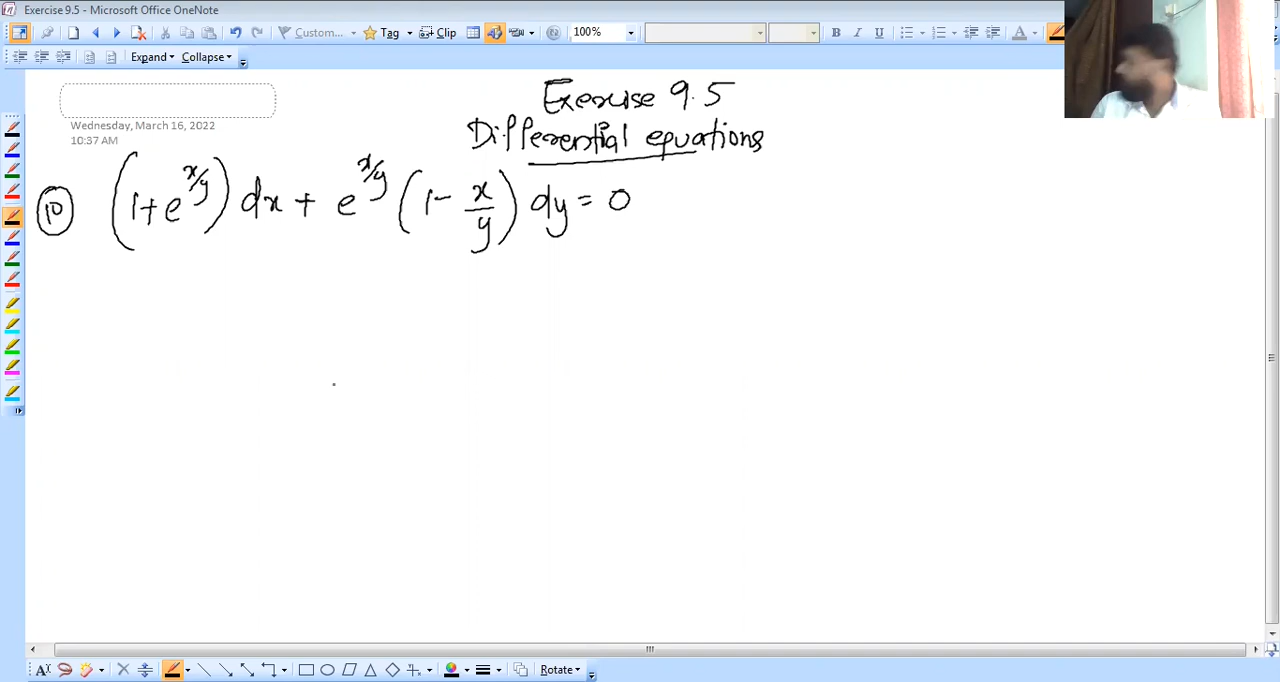 Exercise 9.5 - Microsoft Office OneNote
Custom... Tag Clip 100% B I U A
Expand Collapse
Exercise 9.5
Wednesday, March 16, 2022
10:37 AM
Differential equations
(10) (1+e^{x/y}) dx + e^{x/y} (1 - x/y) dy = 0
Rotate